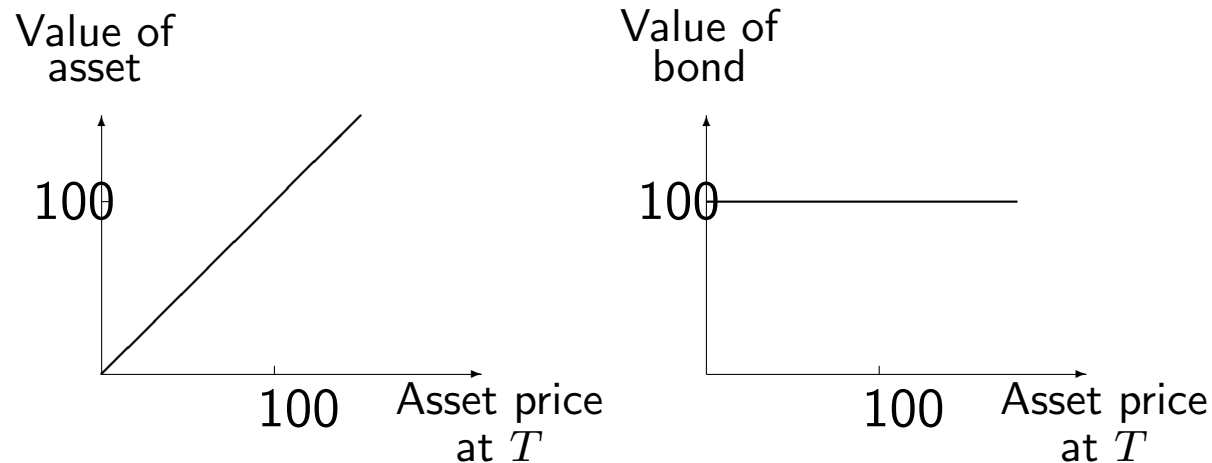 Value of
asset
100
100
Asset price
at T
Value of
bond
100
100
Asset price
at T